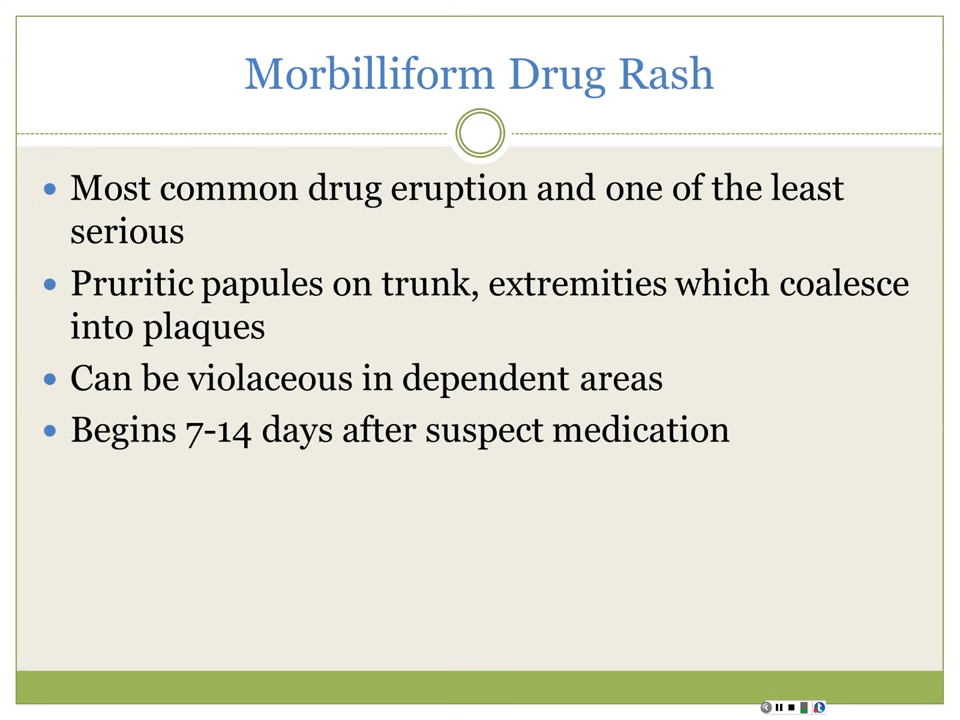 Morbilliform Drug Rash
• Most common drug eruption and one of the least
serious
• Pruritic papules on trunk, extremities which coalesce
into plaques
• Can be violaceous in dependent areas
• Begins 7-14 days after suspect medication